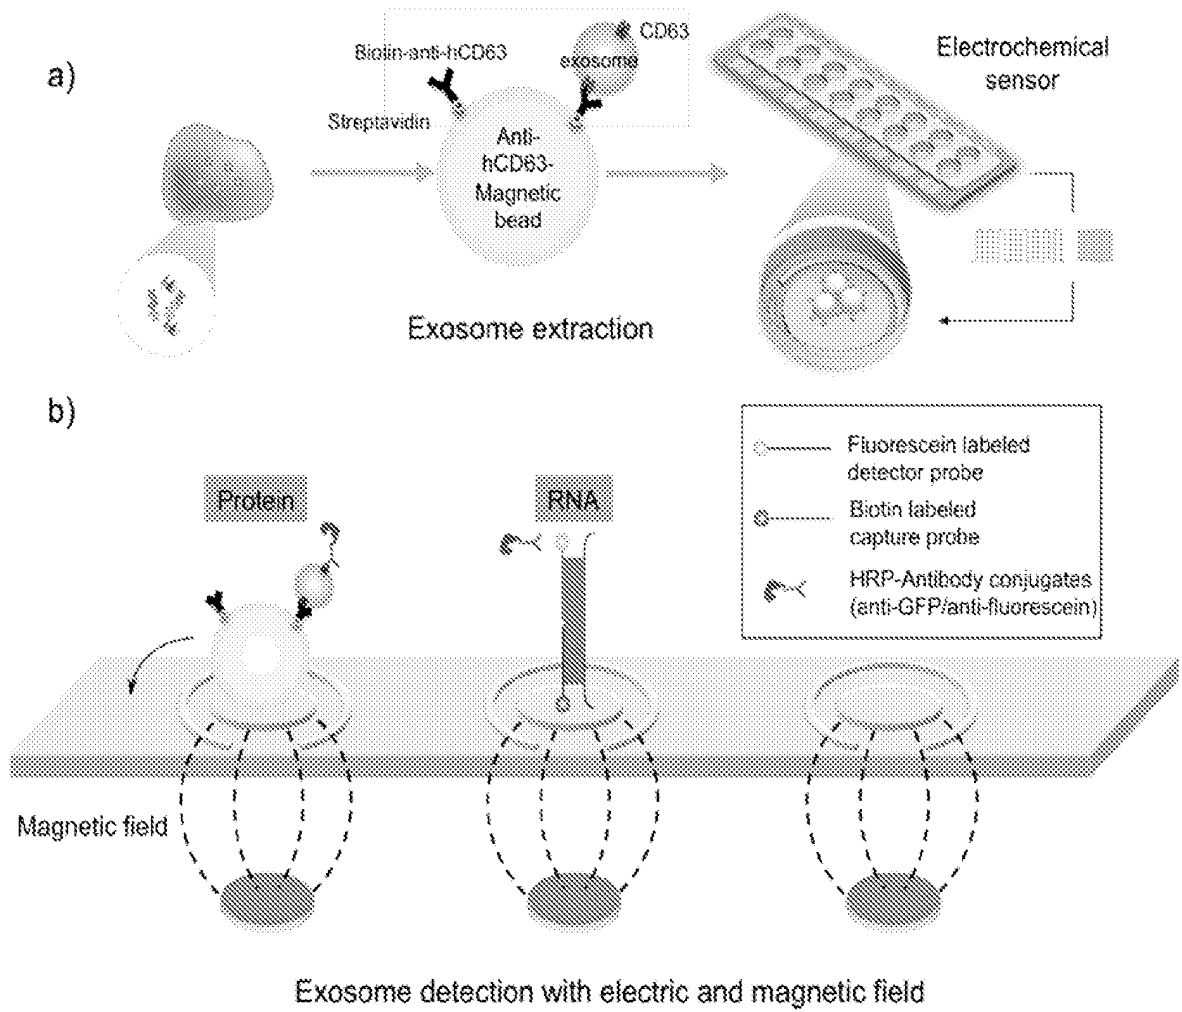 a)
Biotin-anti-hCD63
CD63
exosome
Streptavidin
Anti-
hCD63-
Magnetic
bead
Electrochemical
sensor
Exosome extraction
b)
Protein
RNA
Fluorescein labeled
detector probe
Biotin labeled
capture probe
HRP-Antibody conjugates
(anti-GFP/anti-fluorescein)
Magnetic field
Exosome detection with electric and magnetic field